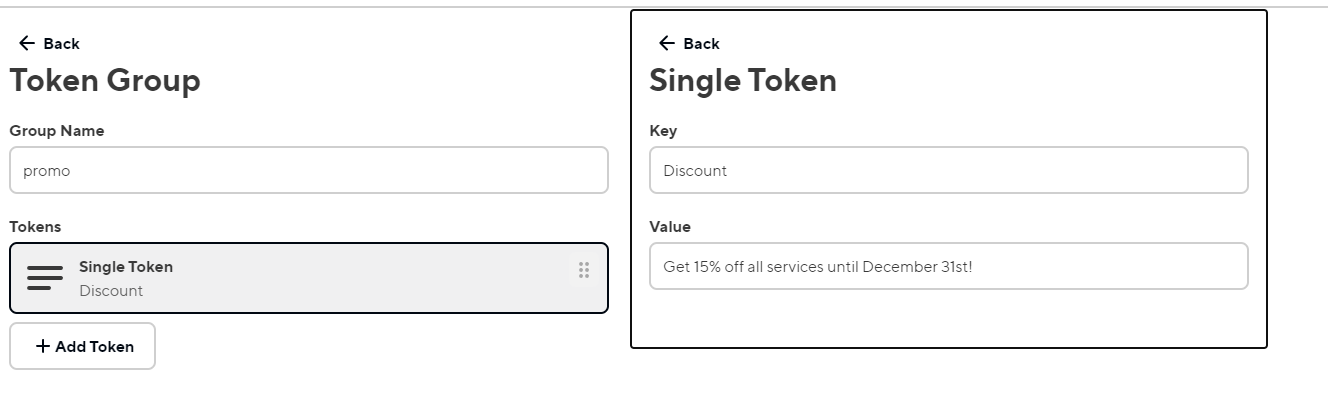 Back
Token Group
Group Name
promo
Tokens
Single Token
Discount
Add Token
Back
Single Token
Key
Discount
Value
Get 15% off all services until December 31st!